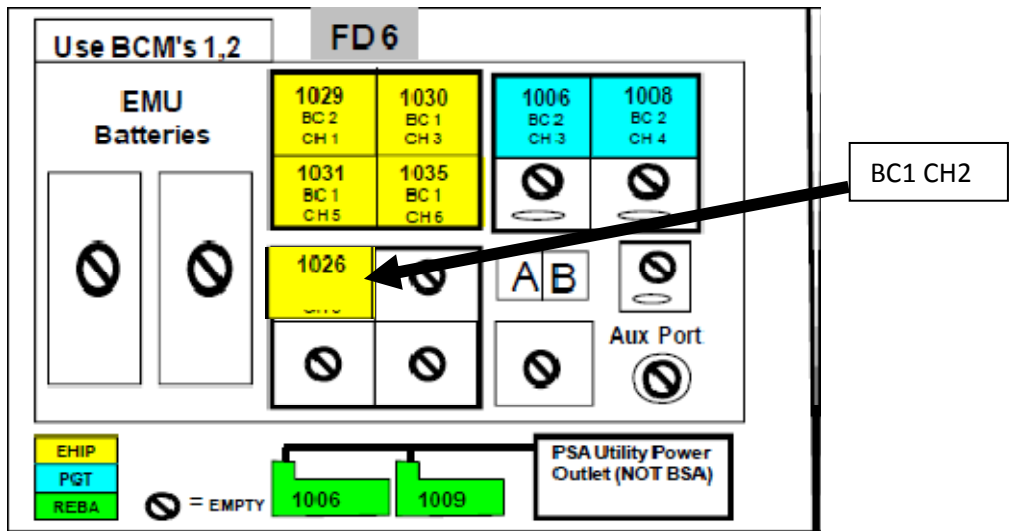 Use BCM's 1,2
FD 6
EMU
Batteries
1029
BC 2
CH 1
1030
BC 1
CH 3
1006
BC 2
CH 3
1008
BC 2
CH 4
1031
BC 1
CH 5
1035
BC 1
CH 6
BC1 CH2
1026
A B
Aux Port
EHIP
PGT
REBA
= EMPTY
1006
1009
PSA Utility Power
Outlet (NOT BSA)